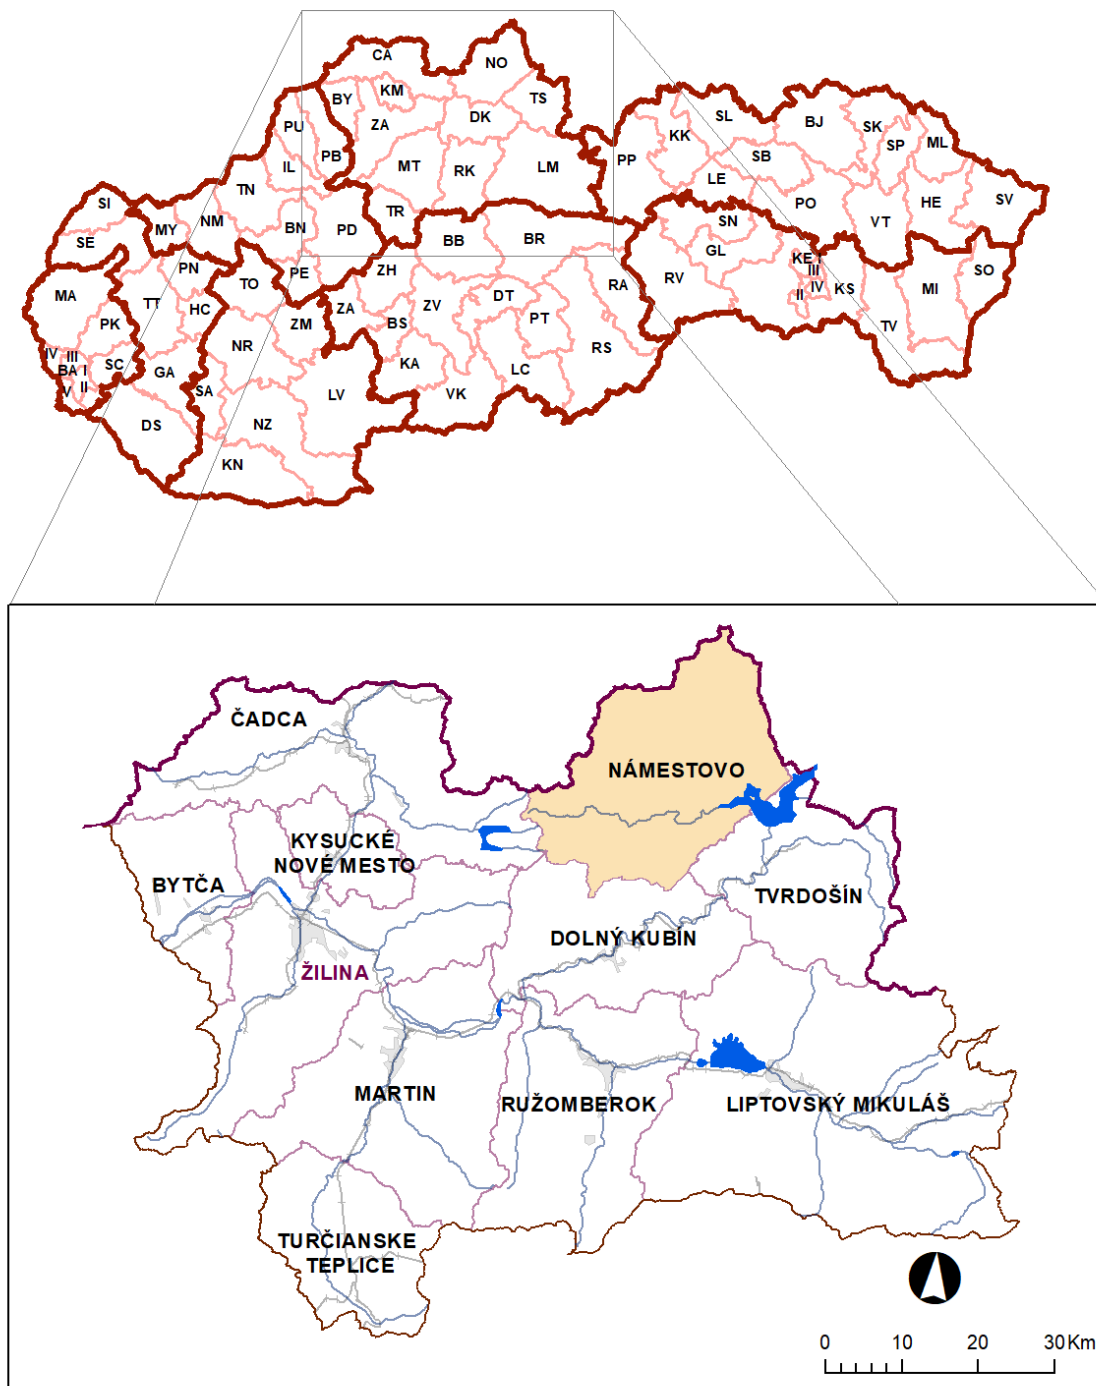 CA
NO
BY
KM
TS
ZA
DK
PU
IL
PB
MT
RK
LM
TN
TR
SI
MY
NM
BN
PD
BB
BR
SE
PN
TO
PE
ZH
MA
TT
HC
ZM
ZA
BS
ZV
DT
RA
PK
NR
PT
IV
III
BA
I
II
V
SC
GA
SA
KA
LC
RS
DS
NZ
LV
VK
KN
PP
KK
SL
BJ
SK
SP
ML
SB
LE
PO
VT
HE
SV
SN
GL
KE
I
III
IV
II
KS
RV
TV
MI
SO
ČADCA
NÁMESTOVO
KYSUCKÉ
NOVÉ MESTO
BYTČA
TVRDOŠÍN
DOLNÝ KUBÍN
ŽILINA
MARTIN
RUŽOMBEROK
LIPTOVSKÝ MIKULÁŠ
TURČIANSKE
TEPLICE
0 10 20 30 Km